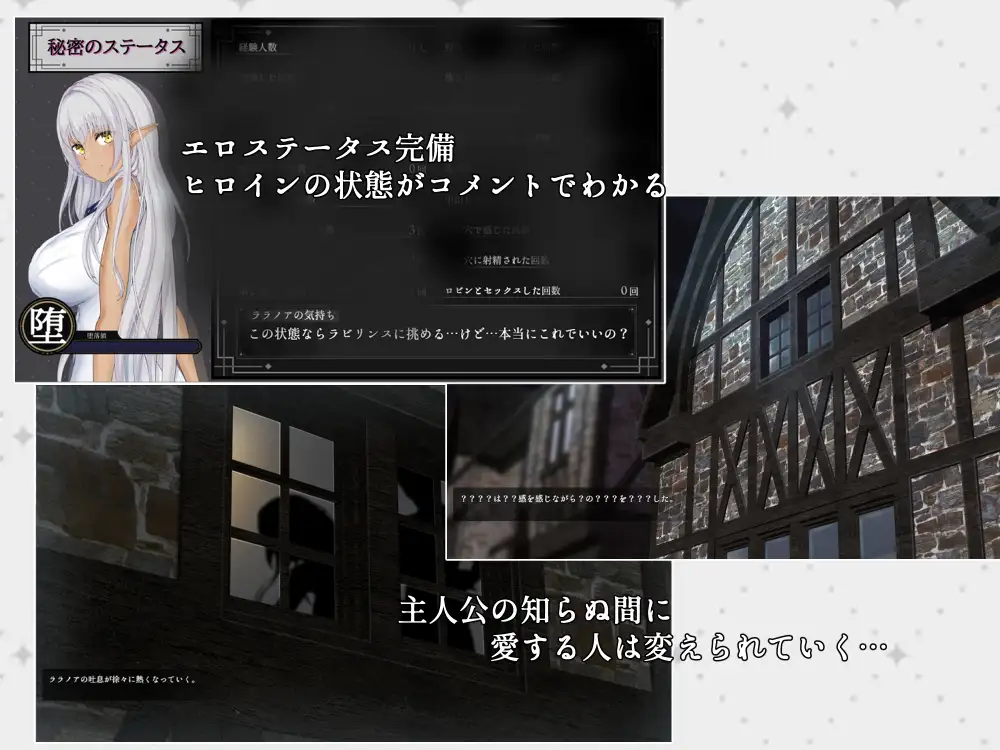 秘密のステータス
経験人数
エロステータス完備
ヒロインの状態がコメントでわかる
穴に射精された回数
ロビンとセックスした回数 0回
ララノアの気持ち
この状態ならラビリンスに挑める…けど…本当にこれでいいの？
堕
堕落値
？？？？は？？感を感じながら？の？？？を？？？した。
主人公の知らぬ間に
愛する人は変えられていく…
ララノアの吐息が徐々に熱くなっていく。